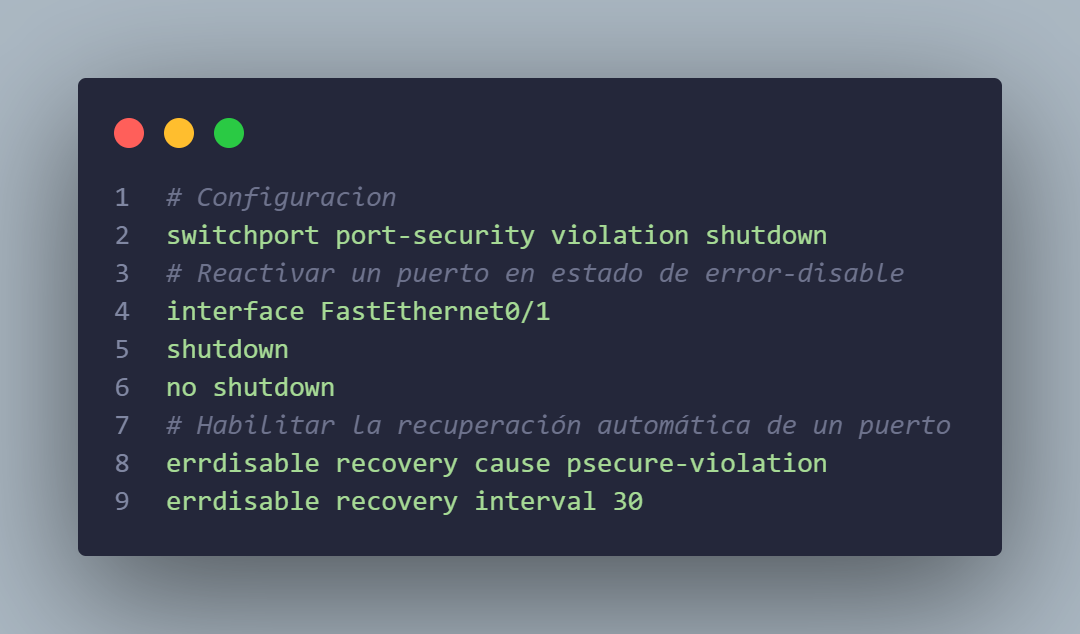 1 # Configuracion
2 switchport port-security violation shutdown
3 # Reactivar un puerto en estado de error-disable
4 interface FastEthernet0/1
5 shutdown
6 no shutdown
7 # Habilitar la recuperación automática de un puerto
8 errdisable recovery cause psecure-violation
9 errdisable recovery interval 30